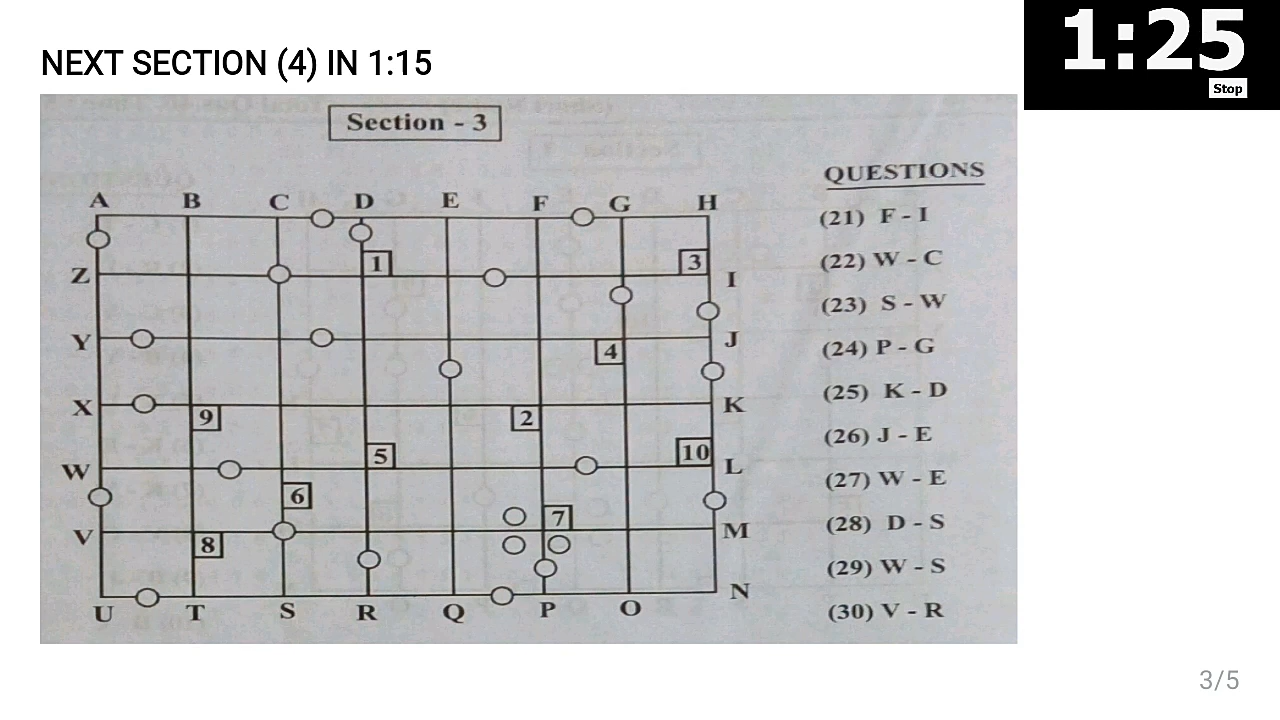 1:25
Stop
NEXT SECTION (4) IN 1:15
Section - 3
QUESTIONS
A B C D E F G H
(21) F - I
1 3
(22) W - C
Z I
(23) S - W
Y 4 J
(24) P - G
(25) K - D
X 9 2 K
(26) J - E
W 5 10 L
(27) W - E
6
7
(28) D - S
V 8 M
(29) W - S
N
U T S R Q P O
(30) V - R
3/5